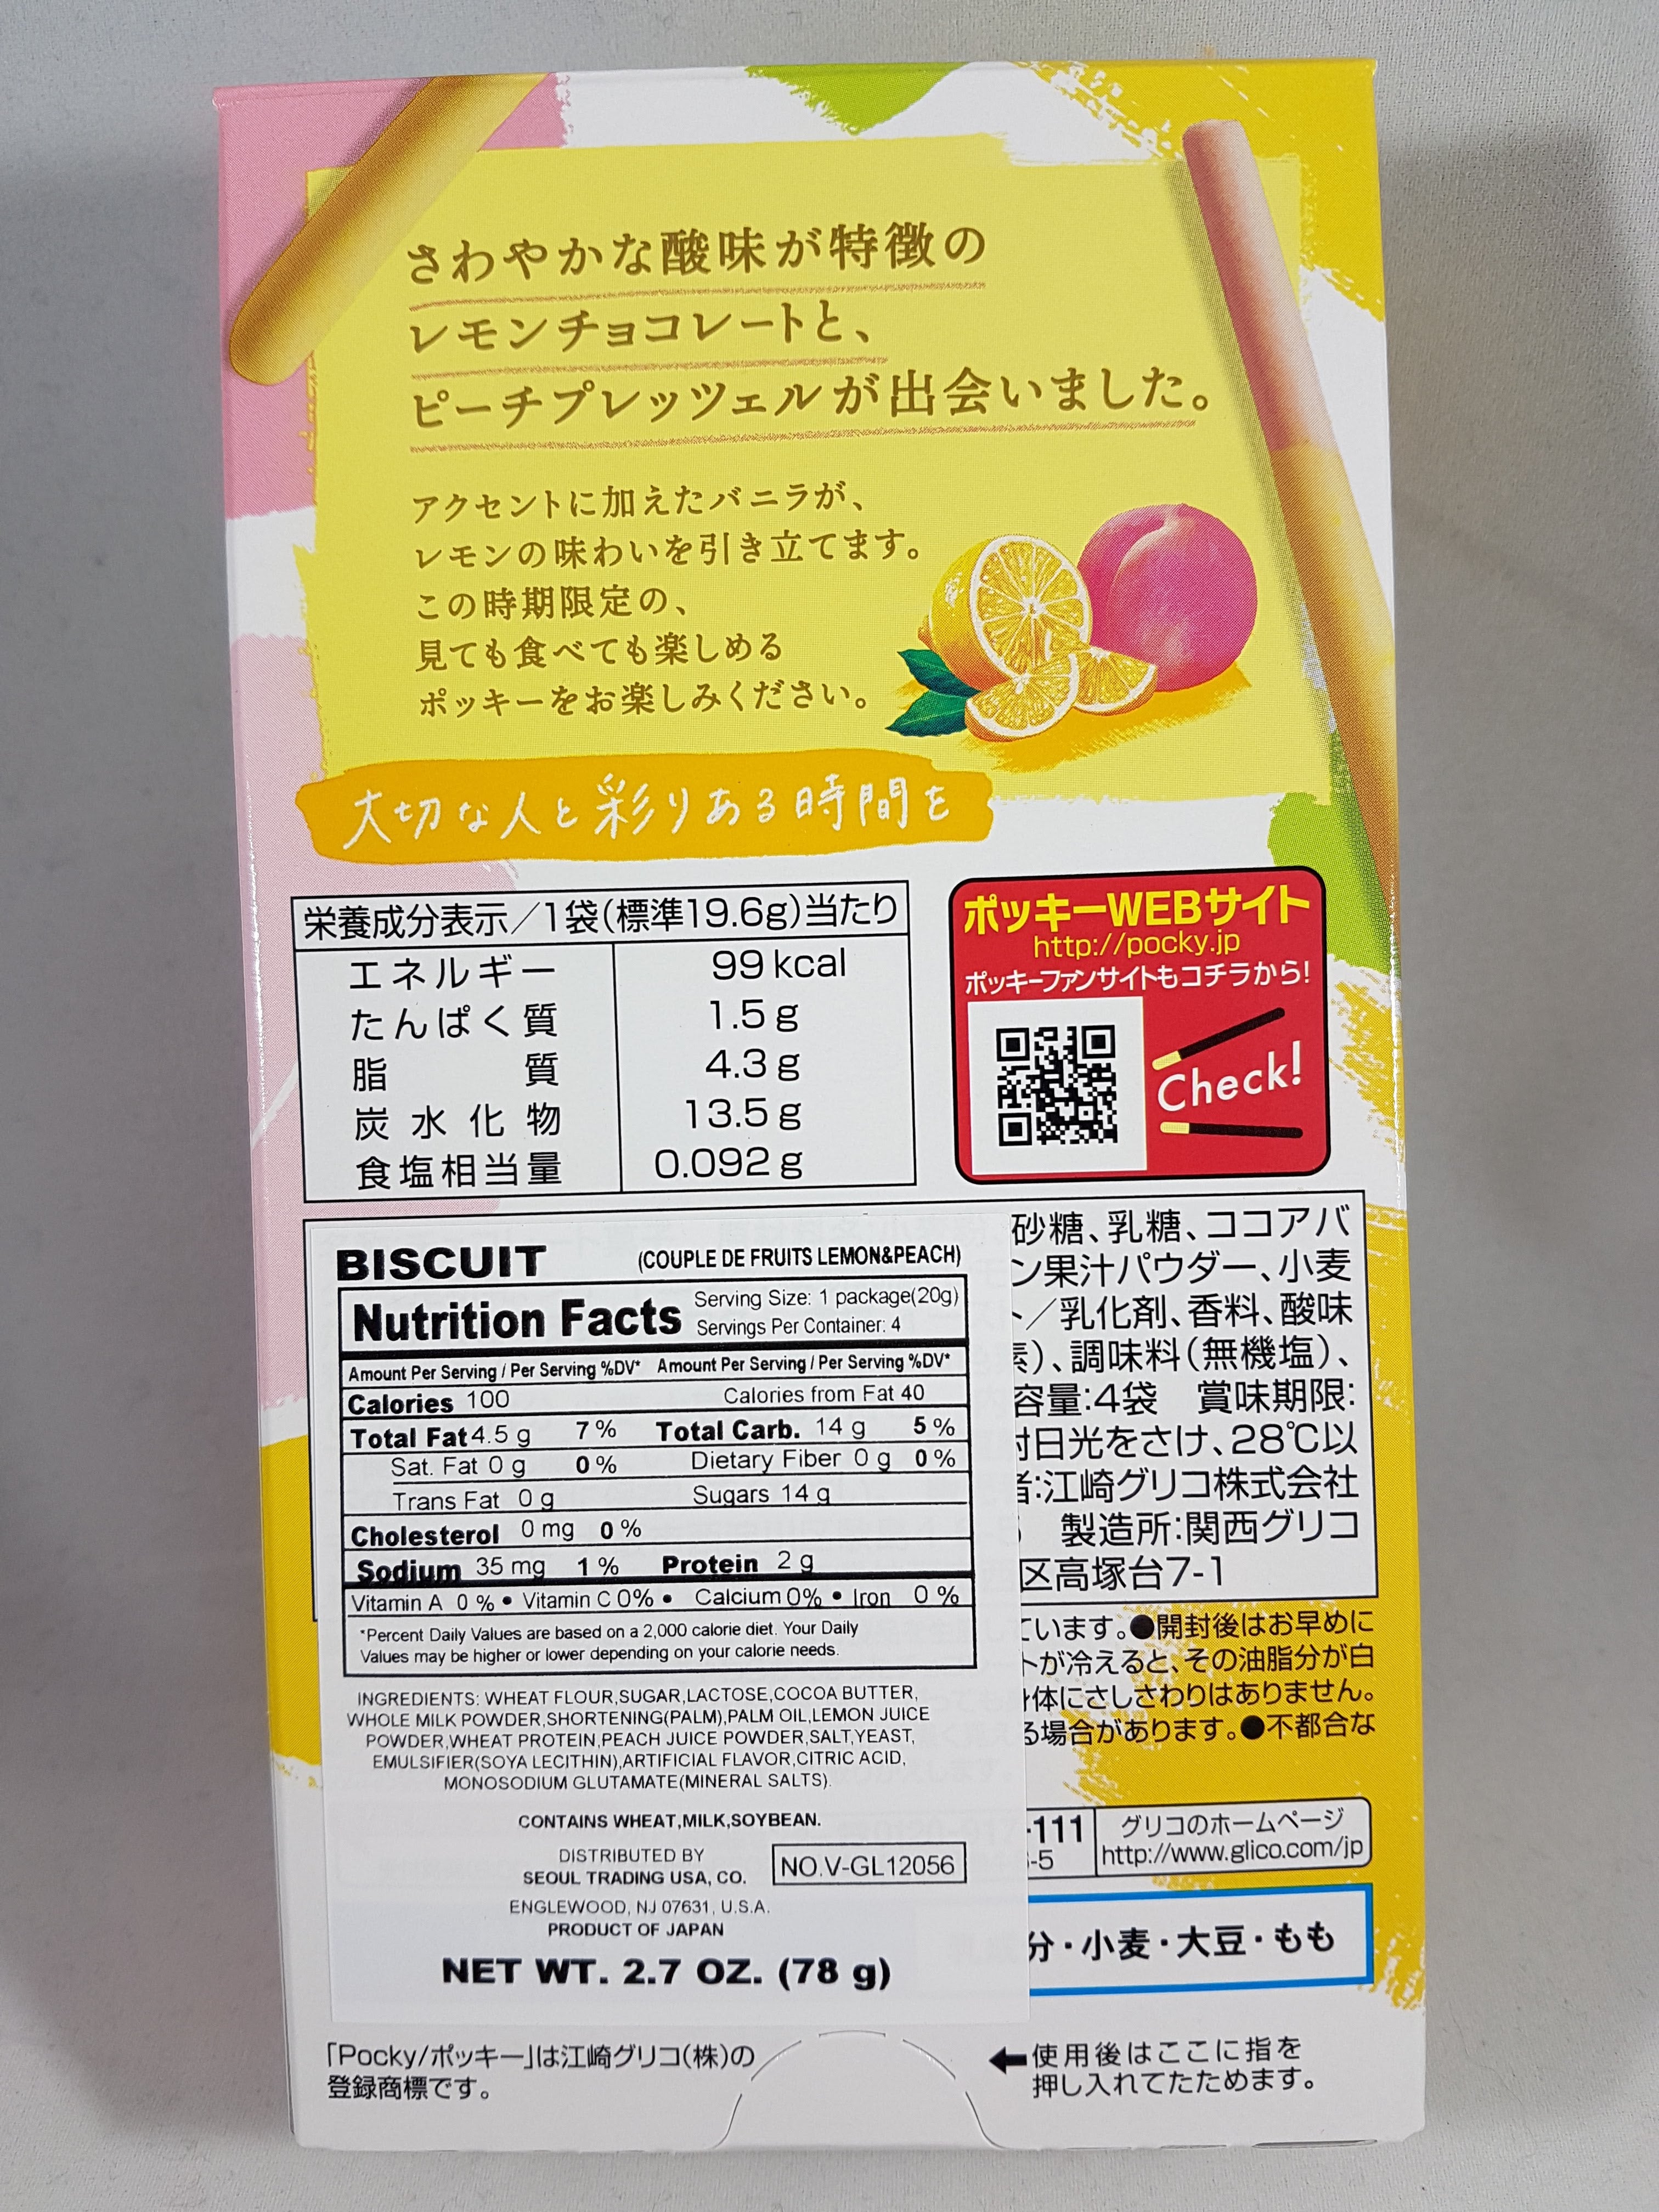 さわやかな酸味が特徴の
レモンチョコレートと、
ピーチプレッツェルが出会いました。
アクセントに加えたバニラが、
レモンの味わいを引き立てます。
この時期限定の、
見ても食べても楽しめる
ポッキーをお楽しみください。
大切な人と彩りある時間を
栄養成分表示／1袋(標準19.6g)当たり
エネルギー 99 kcal
たんぱく質 1.5 g
脂質 4.3 g
炭水化物 13.5 g
食塩相当量 0.092 g
ポッキーWEBサイト
http://pocky.jp
ポッキーファンサイトもコチラから!
Check!
BISCUIT (COUPLE DE FRUITS LEMON&PEACH)
Nutrition Facts
Serving Size: 1 package(20g)
Servings Per Container: 4
Amount Per Serving / Per Serving %DV* Amount Per Serving / Per Serving %DV*
Calories 100 Calories from Fat 40
Total Fat 4.5 g 7 % Total Carb. 14 g 5 %
Sat. Fat 0 g 0 % Dietary Fiber 0 g 0 %
Trans Fat 0 g Sugars 14 g
Cholesterol 0 mg 0 %
Sodium 35 mg 1 % Protein 2 g
Vitamin A 0 % • Vitamin C 0% • Calcium 0% • Iron 0 %
*Percent Daily Values are based on a 2,000 calorie diet. Your Daily
Values may be higher or lower depending on your calorie needs.
INGREDIENTS: WHEAT FLOUR,SUGAR,LACTOSE,COCOA BUTTER,
WHOLE MILK POWDER,SHORTENING(PALM),PALM OIL,LEMON JUICE
POWDER,WHEAT PROTEIN,PEACH JUICE POWDER,SALT,YEAST,
EMULSIFIER(SOYA LECITHIN),ARTIFICIAL FLAVOR,CITRIC ACID,
MONOSODIUM GLUTAMATE(MINERAL SALTS).
CONTAINS WHEAT,MILK,SOYBEAN.
DISTRIBUTED BY
SEOUL TRADING USA, CO.
NO.V-GL12056
ENGLEWOOD, NJ 07631, U.S.A.
PRODUCT OF JAPAN
NET WT. 2.7 OZ. (78 g)
砂糖、乳糖、ココアバ
ン果汁パウダー、小麦
／乳化剤、香料、酸味
素)、調味料(無機塩)、
容量:4袋 賞味期限:
日光をさけ、28℃以
者:江崎グリコ株式会社
製造所:関西グリコ
区高塚台7-1
ています。●開封後はお早めに
トが冷えると、その油脂分が白
体にさしさわりはありません。
る場合があります。●不都合な
-111
-5
グリコのホームページ
http://www.glico.com/jp
分・小麦・大豆・もも
「Pocky/ポッキー」は江崎グリコ(株)の
登録商標です。
←使用後はここに指を
押し入れてたためます。